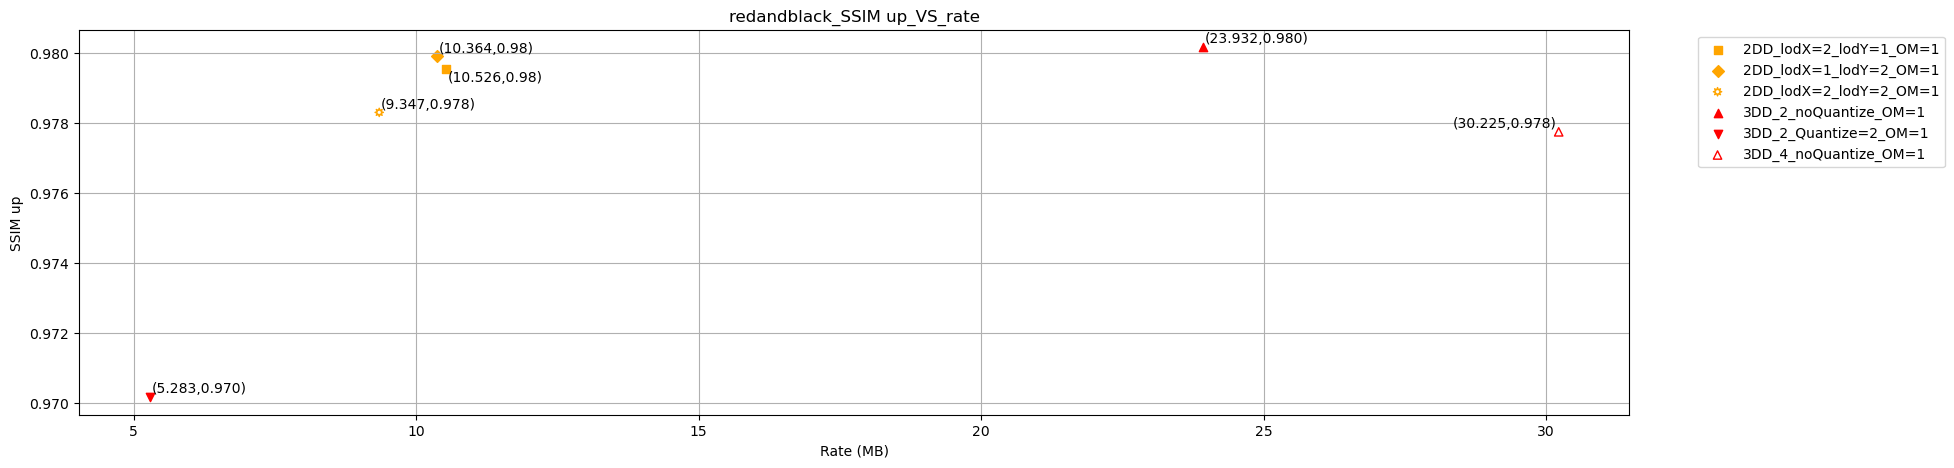 redandblack_SSIM up_VS_rate
0.980
0.978
0.976
0.974
0.972
0.970
SSIM up
(10.364,0.98)
(10.526,0.98)
(9.347,0.978)
(23.932,0.980)
(30.225,0.978)
(5.283,0.970)
5
10
15
20
25
30
Rate (MB)
2DD_lodX=2_lodY=1_OM=1
2DD_lodX=1_lodY=2_OM=1
2DD_lodX=2_lodY=2_OM=1
3DD_2_noQuantize_OM=1
3DD_2_Quantize=2_OM=1
3DD_4_noQuantize_OM=1